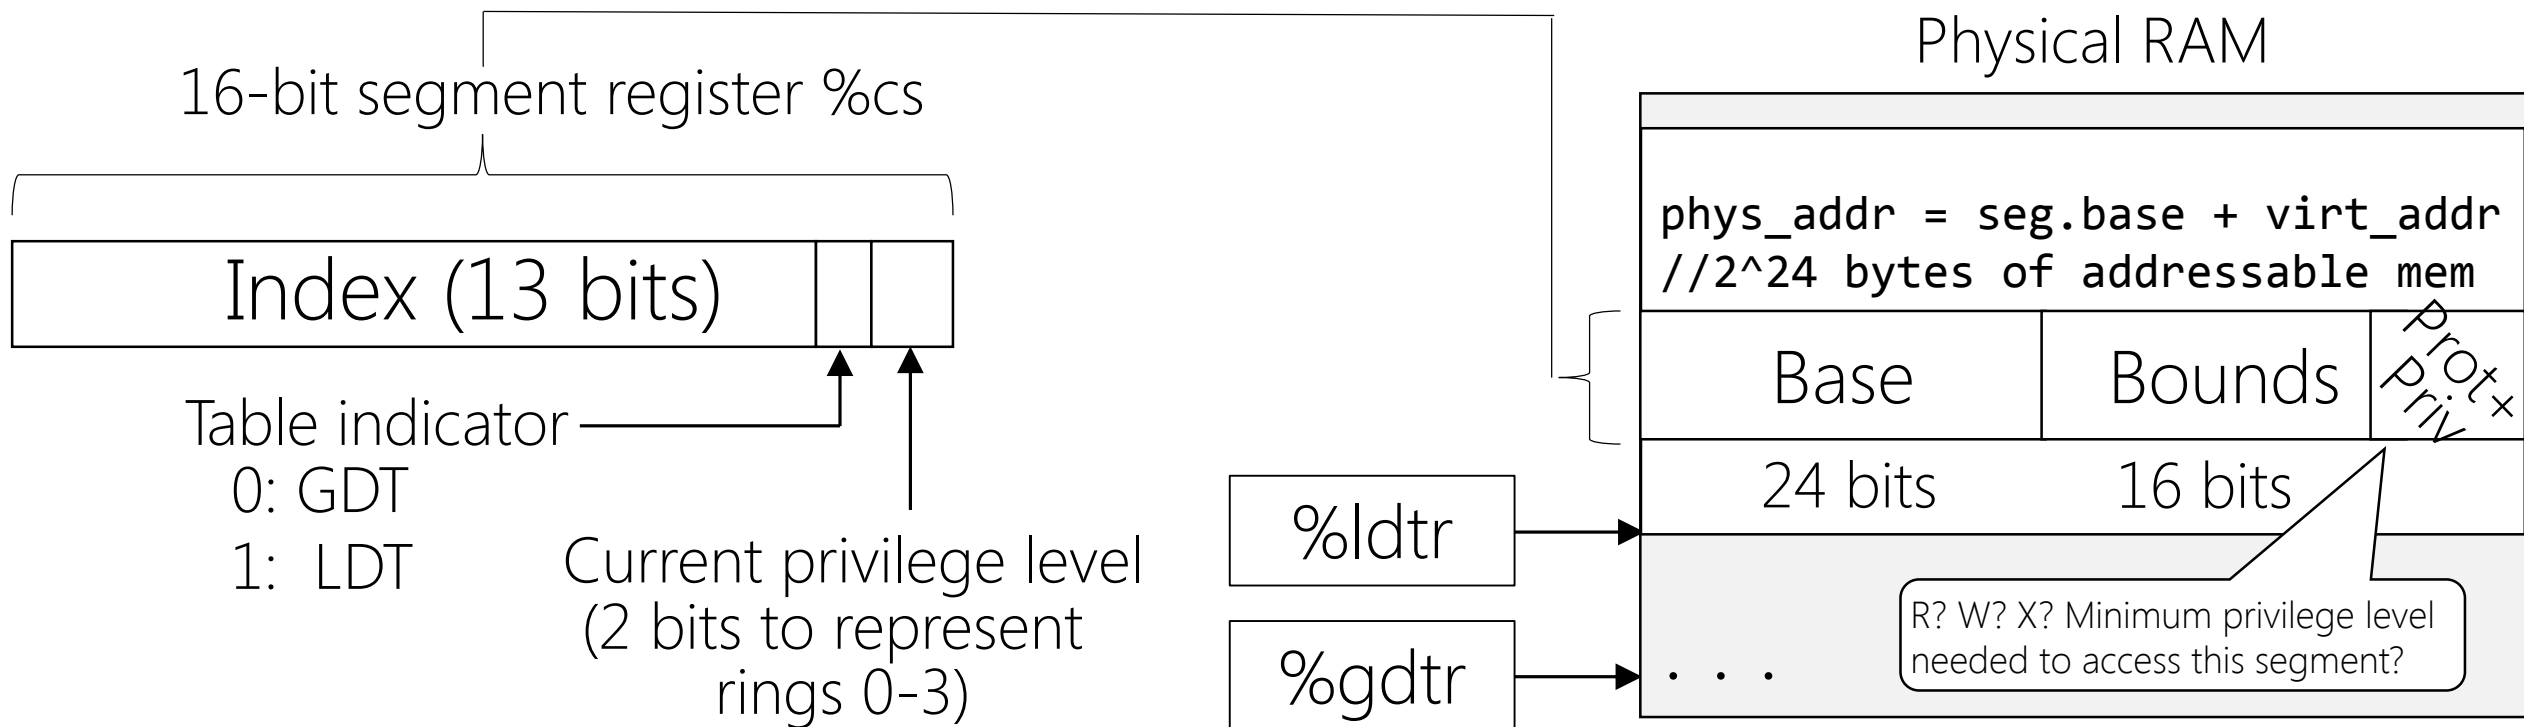 16-bit segment register %cs
Index (13 bits)
Table indicator
0: GDT
1: LDT
Current privilege level
(2 bits to represent
rings 0-3)
%ldtr
%gdtr
Physical RAM
phys_addr = seg.base + virt_addr
//2^24 bytes of addressable mem
Base
Bounds
Prot+
Priv
24 bits
16 bits
R? W? X? Minimum privilege level
needed to access this segment?
. . .